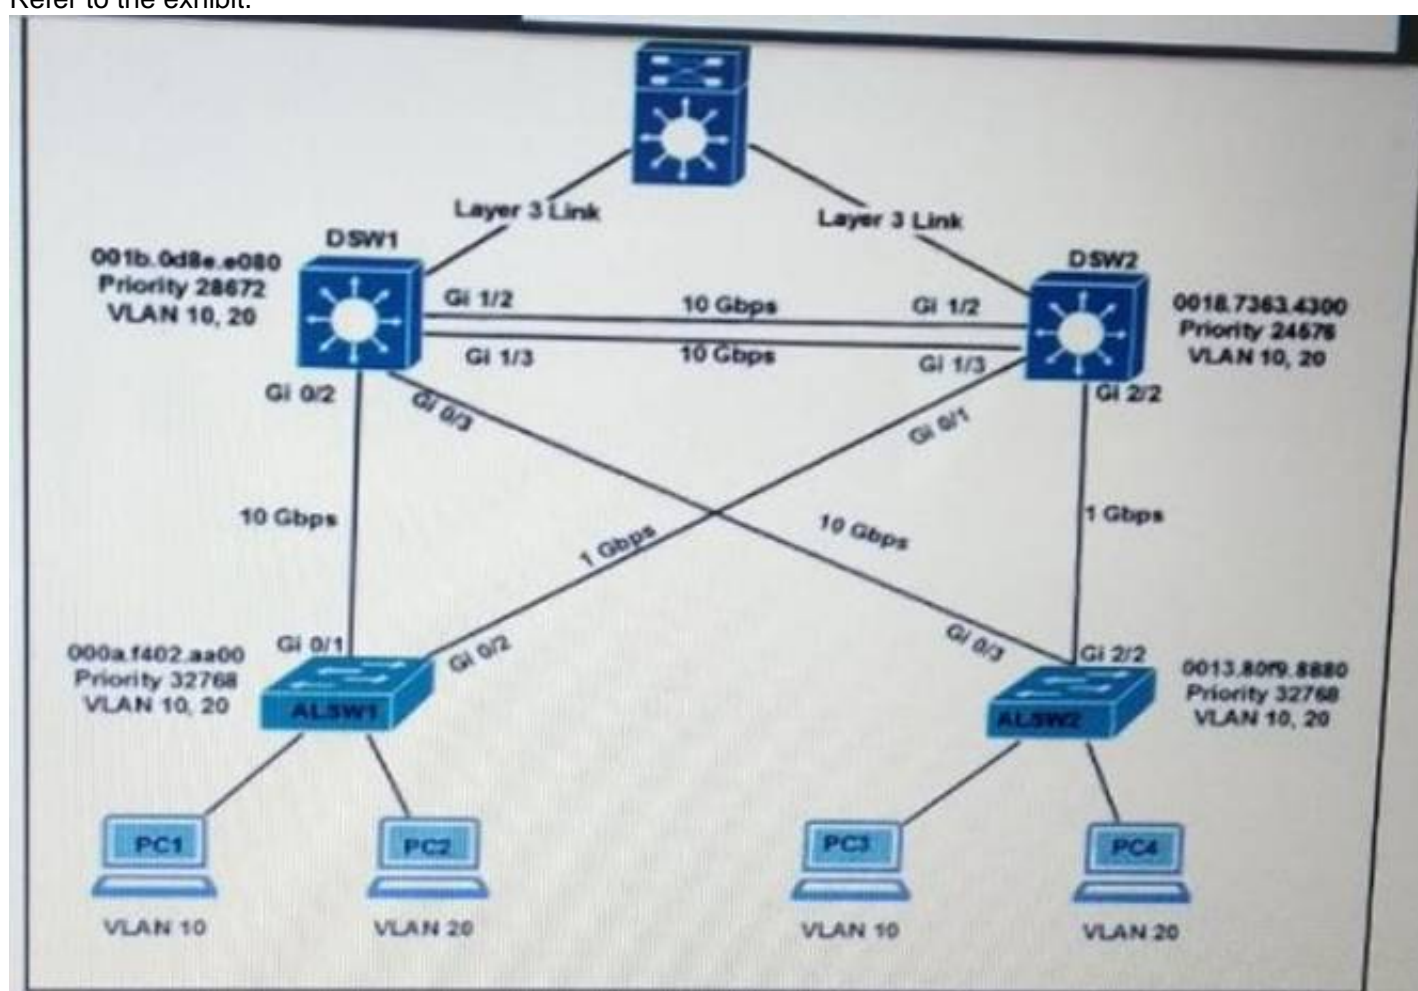 Refer to the exhibit.
Layer 3 Link
Layer 3 Link
DSW1
001b.0d8e.e080
Priority 28672
VLAN 10, 20
DSW2
0018.7363.4300
Priority 24576
VLAN 10, 20
Gi 1/2
10 Gbps
Gi 1/2
Gi 1/3
10 Gbps
Gi 1/3
Gi 0/2
Gi 0/3
Gi 0/1
Gi 2/2
10 Gbps
1 Gbps
10 Gbps
1 Gbps
000a.f402.aa00
Priority 32768
VLAN 10, 20
Gi 0/1
Gi 0/2
ALSW1
Gi 0/3
Gi 2/2
ALSW2
0013.80f9.8880
Priority 32768
VLAN 10, 20
PC1
PC2
PC3
PC4
VLAN 10
VLAN 20
VLAN 10
VLAN 20